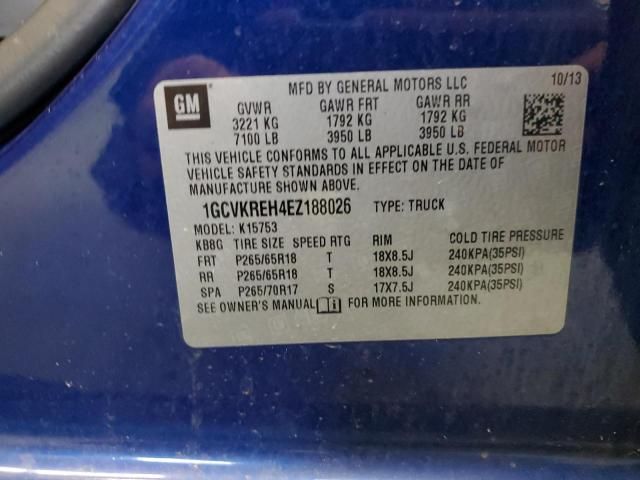 GM
MFD BY GENERAL MOTORS LLC 10/13
GVWR GAWR FRT GAWR RR
3221 KG 1792 KG 1792 KG
7100 LB 3950 LB 3950 LB
THIS VEHICLE CONFORMS TO ALL APPLICABLE U.S. FEDERAL MOTOR
VEHICLE SAFETY STANDARDS IN EFFECT ON THE DATE OF
MANUFACTURE SHOWN ABOVE.
1GCVKREH4EZ188026 TYPE: TRUCK
MODEL: K15753
KB8G TIRE SIZE SPEED RTG RIM COLD TIRE PRESSURE
FRT P265/65R18 T 18X8.5J 240KPA(35PSI)
RR P265/65R18 T 18X8.5J 240KPA(35PSI)
SPA P265/70R17 S 17X7.5J 240KPA(35PSI)
SEE OWNER'S MANUAL FOR MORE INFORMATION.